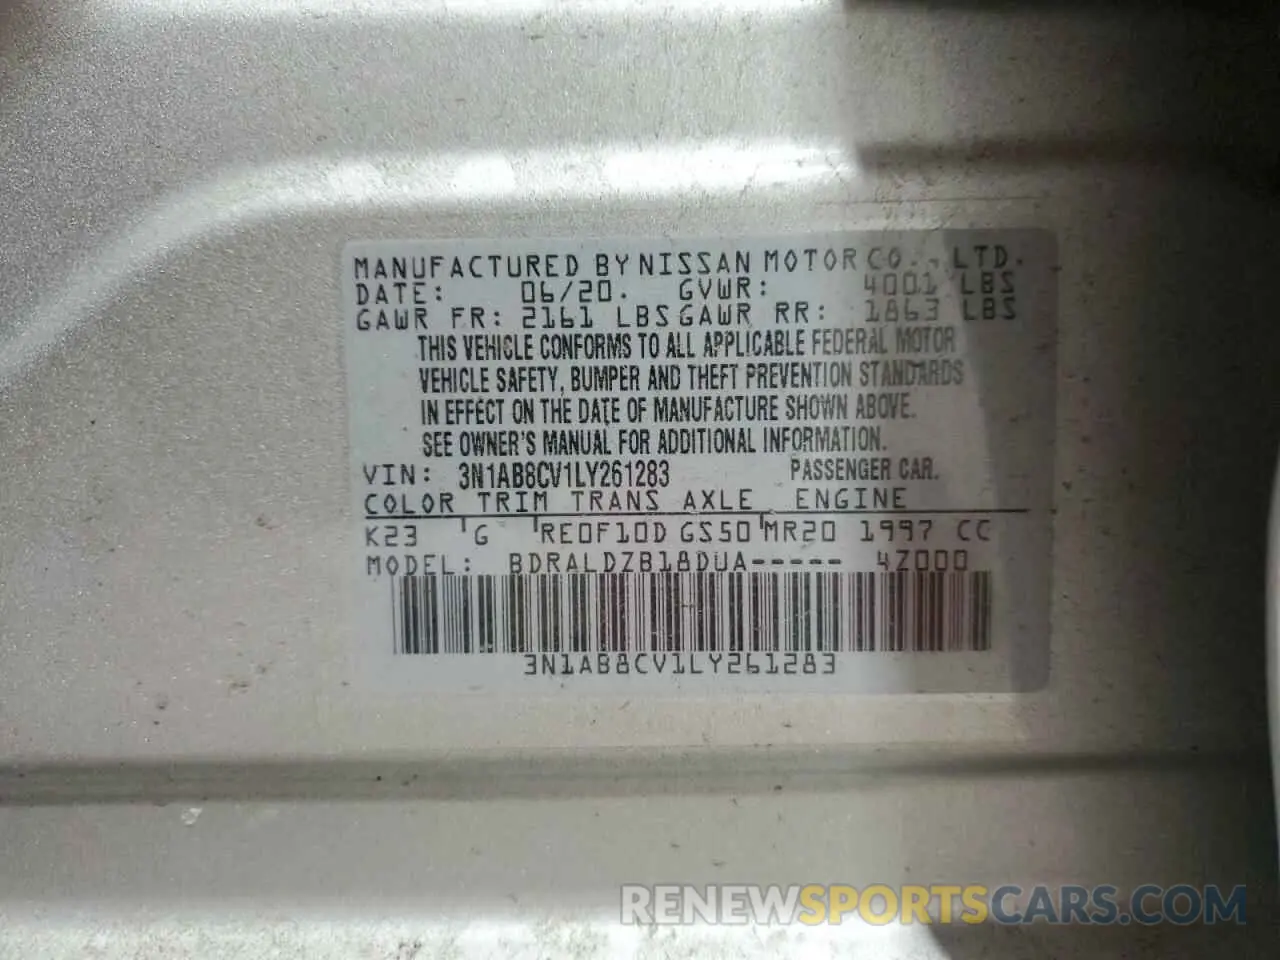 MANUFACTURED BY NISSAN MOTOR CO., LTD.
DATE: 06/20. GVWR: 4001 LBS
GAWR FR: 2161 LBS GAWR RR: 1863 LBS
THIS VEHICLE CONFORMS TO ALL APPLICABLE FEDERAL MOTOR
VEHICLE SAFETY, BUMPER AND THEFT PREVENTION STANDARDS
IN EFFECT ON THE DATE OF MANUFACTURE SHOWN ABOVE.
SEE OWNER'S MANUAL FOR ADDITIONAL INFORMATION.
VIN: 3N1AB8CV1LY261283 PASSENGER CAR.
COLOR TRIM TRANS AXLE ENGINE
K23 G RE0F10D GS50 MR20 1997 CC
MODEL: BDRALDZB18DUA----- 4Z000
3N1AB8CV1LY261283
RENEWSPORTSCARS.COM